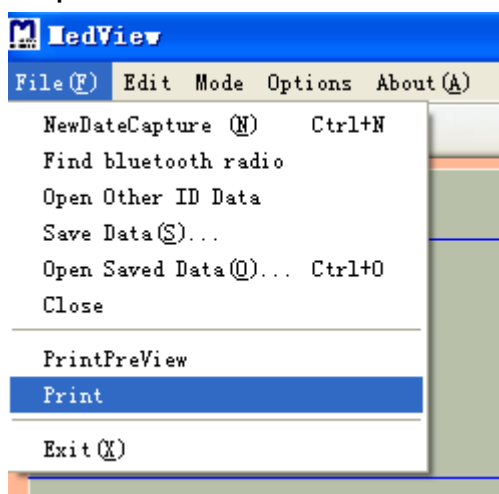 MedView
File(F) Edit Mode Options About(A)
NewDateCapture (N) Ctrl+N
Find bluetooth radio
Open Other ID Data
Save Data(S)...
Open Saved Data(O)... Ctrl+O
Close
PrintPreView
Print
Exit(X)